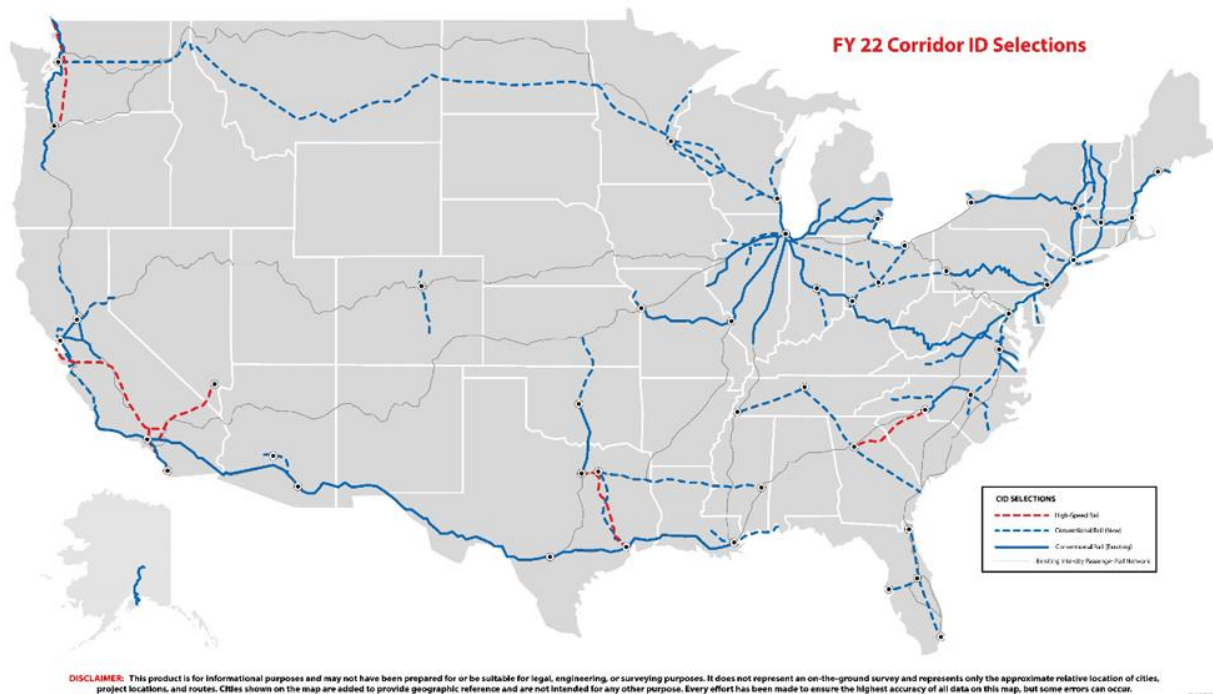 FY 22 Corridor ID Selections
CID SELECTIONS
High-Speed Rail
Conventional Rail (New)
Conventional Rail (Existing)
Existing Intercity Passenger Rail Network
DISCLAIMER: This product is for informational purposes and may not have been prepared for or be suitable for legal, engineering, or surveying purposes. It does not represent an on-the-ground survey and represents only the approximate relative location of cities,
project locations, and routes. Cities shown on the map are added to provide geographic reference and are not intended for any other purpose. Every effort has been made to ensure the highest accuracy of all data on this map, but some errors can occur.